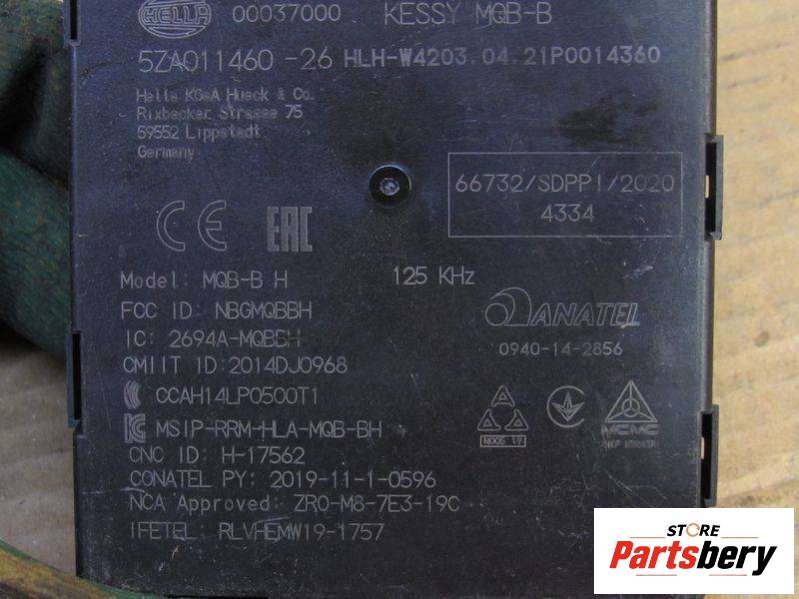 HELLA 00037000 KESSY MQB-B
5ZA011460-26 HLH-W4203.04.21P0014360
Hella KGaA Hueck & Co.
Rixbecker Strasse 75
59552 Lippstadt
Germany
66732/SDPPI/2020
4334
CE EAC
Model: MQB-B H 125 KHz
FCC ID: NBGMQBBH
IC: 2694A-MQBBH
ANATEL
0940-14-2856
CMIIT ID:2014DJ0968
CCAH14LP0500T1
MSIP-RRM-HLA-MQB-BH
MCMC
CNC ID: H-17562
CONATEL PY: 2019-11-1-0596
NCA Approved: ZRO-M8-7E3-19C
IFETEL: RLVHEMW19-1757
STORE
Partsbery